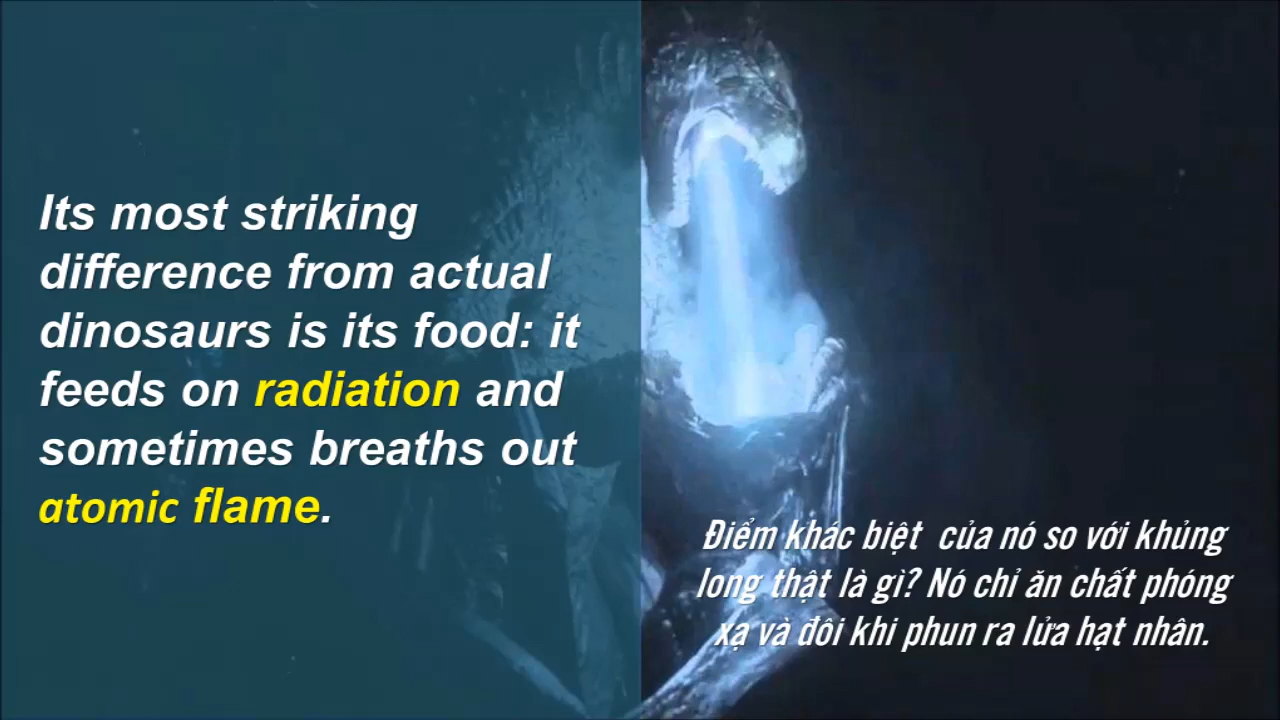 Its most striking
difference from actual
dinosaurs is its food: it
feeds on radiation and
sometimes breaths out
atomic flame.
Điểm khác biệt của nó so với khủng
long thật là gì? Nó chỉ ăn chất phóng
xạ và đôi khi phun ra lửa hạt nhân.